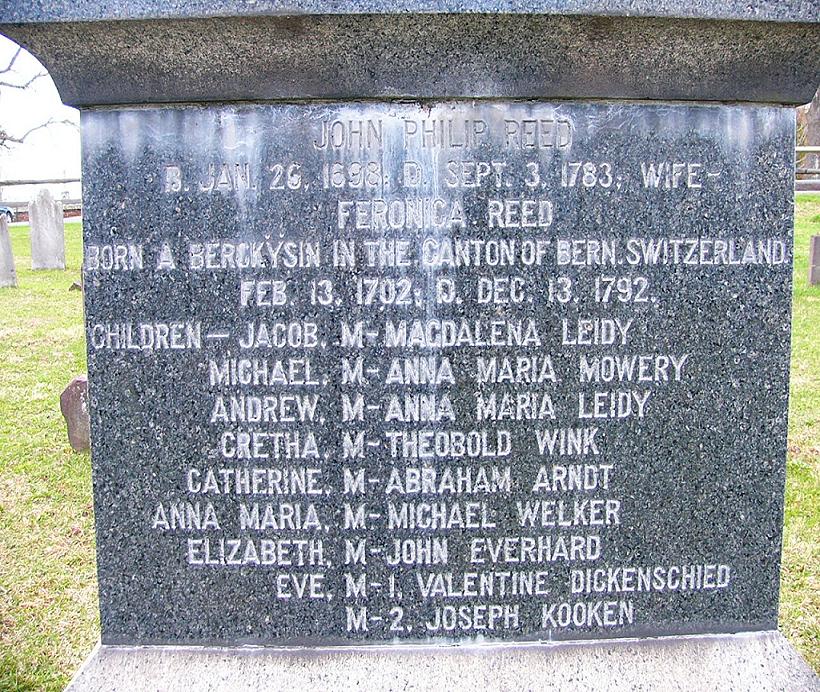 JOHN PHILIP REED
B. JAN. 26. 1698. D. SEPT. 3. 1783. WIFE-
FERONICA REED
BORN A BERCKYSIN IN THE CANTON OF BERN. SWITZERLAND
FEB. 13. 1702. D. DEC. 13. 1792.
CHILDREN- JACOB. M- MAGDALENA LEIDY
MICHAEL. M- ANNA MARIA MOWERY
ANDREW. M- ANNA MARIA LEIDY
CRETHA. M- THEOBOLD WINK
CATHERINE. M- ABRAHAM ARNDT
ANNA MARIA. M- MICHAEL WELKER
ELIZABETH. M- JOHN EVERHARD
EVE. M- 1. VALENTINE DICKENSCHIED
M- 2. JOSEPH KOOKEN